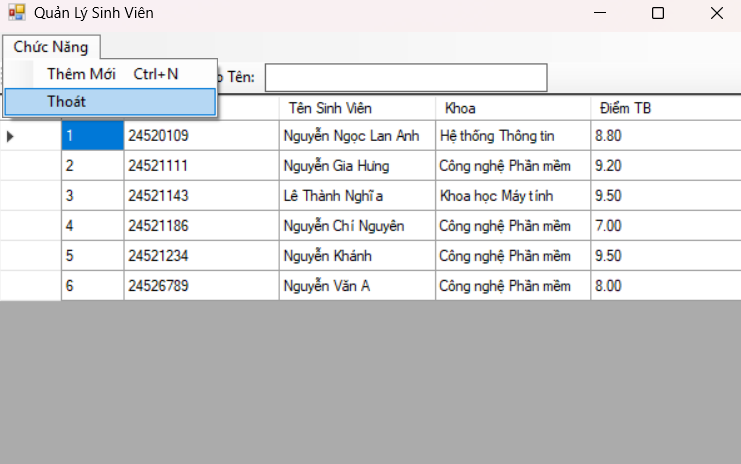 Quản Lý Sinh Viên
Chức Năng
Thêm Mới Ctrl+N
Tên:
Thoát
Tên Sinh Viên Khoa Điểm TB
1 24520109 Nguyễn Ngọc Lan Anh Hệ thống Thông tin 8.80
2 24521111 Nguyễn Gia Hưng Công nghệ Phần mềm 9.20
3 24521143 Lê Thành Nghĩa Khoa học Máy tính 9.50
4 24521186 Nguyễn Chí Nguyên Công nghệ Phần mềm 7.00
5 24521234 Nguyễn Khánh Công nghệ Phần mềm 9.50
6 24526789 Nguyễn Văn A Công nghệ Phần mềm 8.00